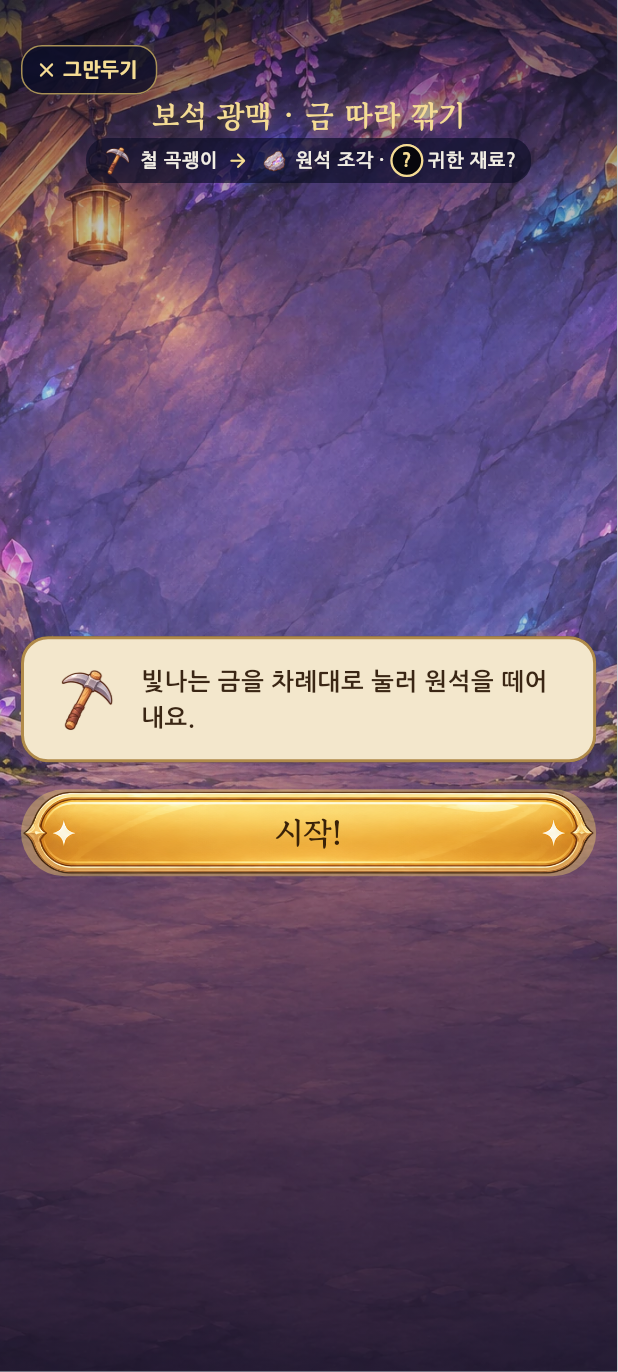 × 그만두기
보석 광맥 · 금 따라 깎기
철 곡괭이 → 원석 조각 · ? 귀한 재료?
빛나는 금을 차례대로 눌러 원석을 떼어
내요.
시작!